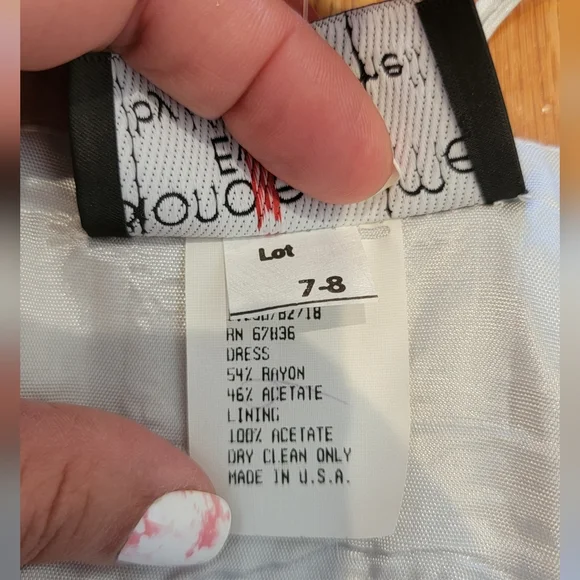 Lot
7-8
RN 67836
DRESS
54% RAYON
46% ACETATE
LINING
100% ACETATE
DRY CLEAN ONLY
MADE IN U.S.A.